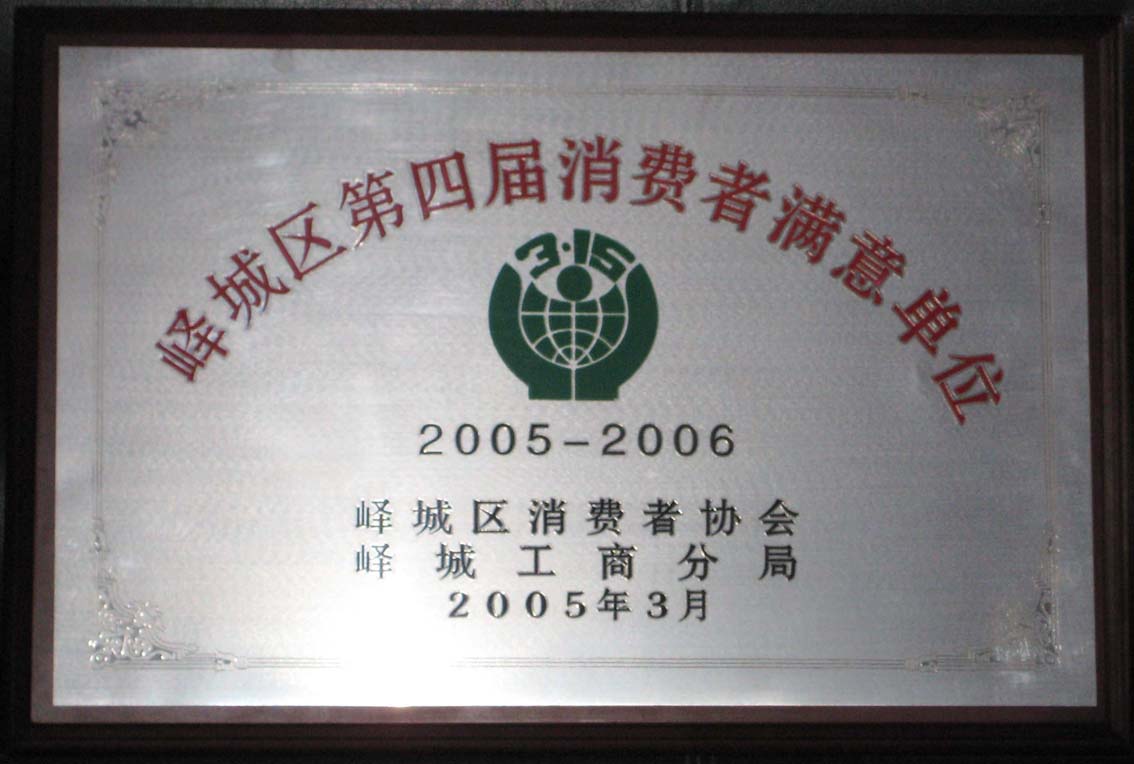 峄城区第四届消费者满意单位
3·15
2005-2006
峄城区消费者协会
峄城工商分局
2005年3月